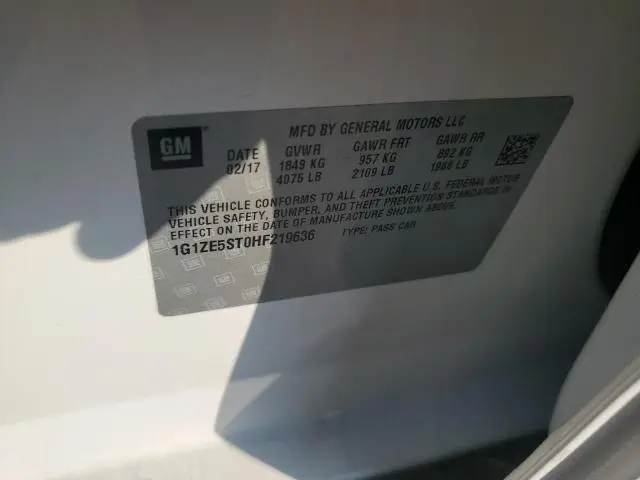 MFD BY GENERAL MOTORS LLC
GM
DATE GVWR GAWR FRT GAWR RR
02/17 1849 KG 957 KG 892 KG
4075 LB 2109 LB 1966 LB
THIS VEHICLE CONFORMS TO ALL APPLICABLE U.S. FEDERAL MOTOR
VEHICLE SAFETY, BUMPER, AND THEFT PREVENTION STANDARDS IN
EFFECT ON THE DATE OF MANUFACTURE SHOWN ABOVE.
1G1ZE5ST0HF219636 TYPE: PASS CAR